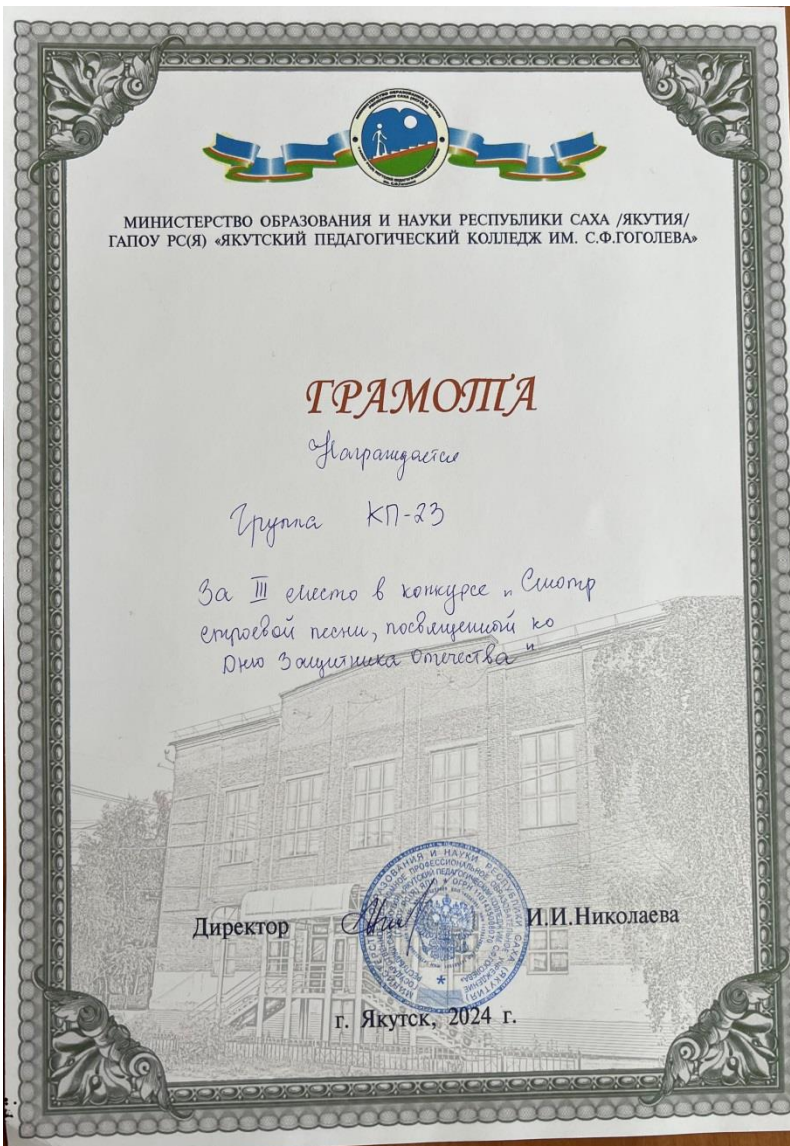 МИНИСТЕРСТВО ОБРАЗОВАНИЯ И НАУКИ РЕСПУБЛИКИ САХА /ЯКУТИЯ/
ГАПОУ РС(Я) «ЯКУТСКИЙ ПЕДАГОГИЧЕСКИЙ КОЛЛЕДЖ ИМ. С.Ф.ГОГОЛЕВА»
ГРАМОТА
Награждается
Группа КП-23
За III место в конкурсе „Смотр
строевой песни, посвященный ко
Дню Защитника Отечества"
Директор И.И.Николаева
г. Якутск, 2024 г.